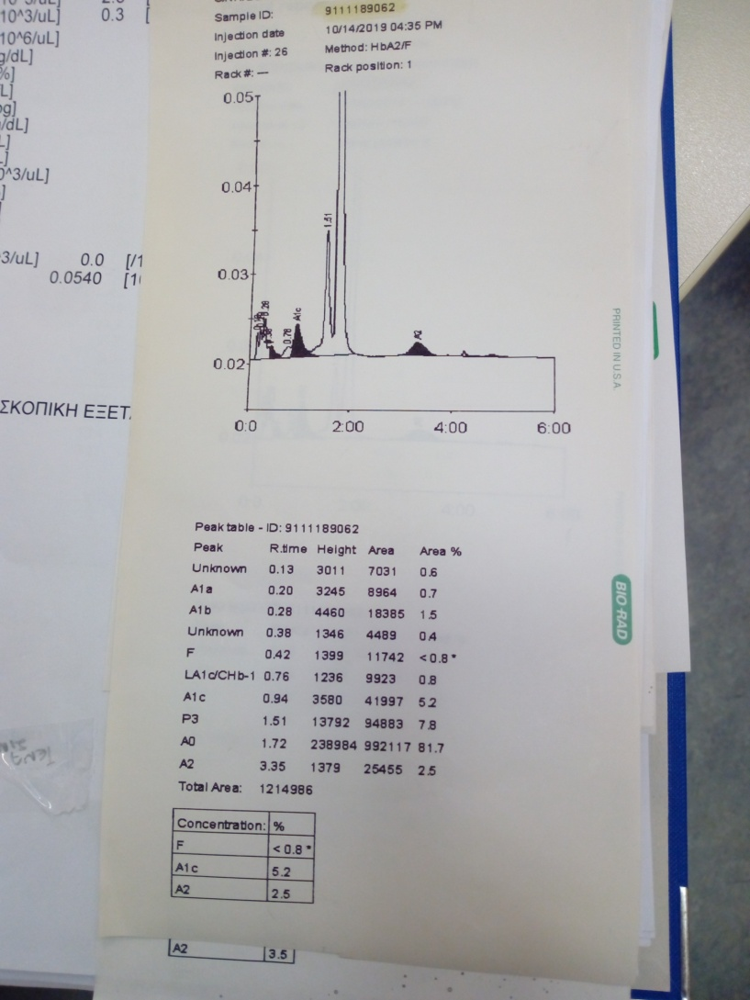 10^3/uL] 0.3 [
10^6/uL]
g/dL]
%]
L]
pg]
/dL]
L]
0^3/uL]
3/uL] 0.0 [/1
0.0540 [1
ΣΚΟΠΙΚΗ ΕΞΕΤ
Sample ID: 9111189062
Injection date 10/14/2019 04:35 PM
Injection #: 26 Method: HbA2/F
Rack #: — Rack position: 1
0.05
0.04
0.03
0.02
1.51
0.28
0.76
A1c
A2
0:0 2:00 4:00 6:00
PRINTED IN U.S.A.
BIO-RAD
Peak table - ID: 9111189062
Peak R.time Height Area Area %
Unknown 0.13 3011 7031 0.6
A1a 0.20 3245 8964 0.7
A1b 0.28 4460 18385 1.5
Unknown 0.38 1346 4489 0.4
F 0.42 1399 11742 <0.8*
LA1c/CHb-1 0.76 1236 9923 0.8
A1c 0.94 3580 41997 5.2
P3 1.51 13792 94883 7.8
A0 1.72 238984 992117 81.7
A2 3.35 1379 25455 2.5
Total Area: 1214986
Concentration: %
F <0.8*
A1c 5.2
A2 2.5
A2 3.5